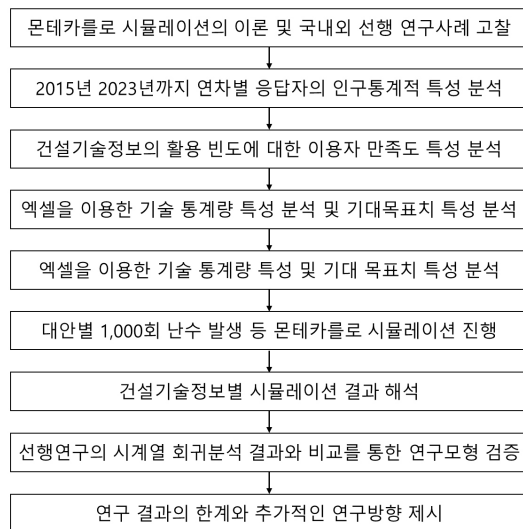 몬테카를로 시뮬레이션의 이론 및 국내외 선행 연구사례 고찰
2015년 2023년까지 연차별 응답자의 인구통계적 특성 분석
건설기술정보의 활용 빈도에 대한 이용자 만족도 특성 분석
엑셀을 이용한 기술 통계량 특성 분석 및 기대목표치 특성 분석
엑셀을 이용한 기술 통계량 특성 및 기대 목표치 특성 분석
대안별 1,000회 난수 발생 등 몬테카를로 시뮬레이션 진행
건설기술정보별 시뮬레이션 결과 해석
선행연구의 시계열 회귀분석 결과와 비교를 통한 연구모형 검증
연구 결과의 한계와 추가적인 연구방향 제시